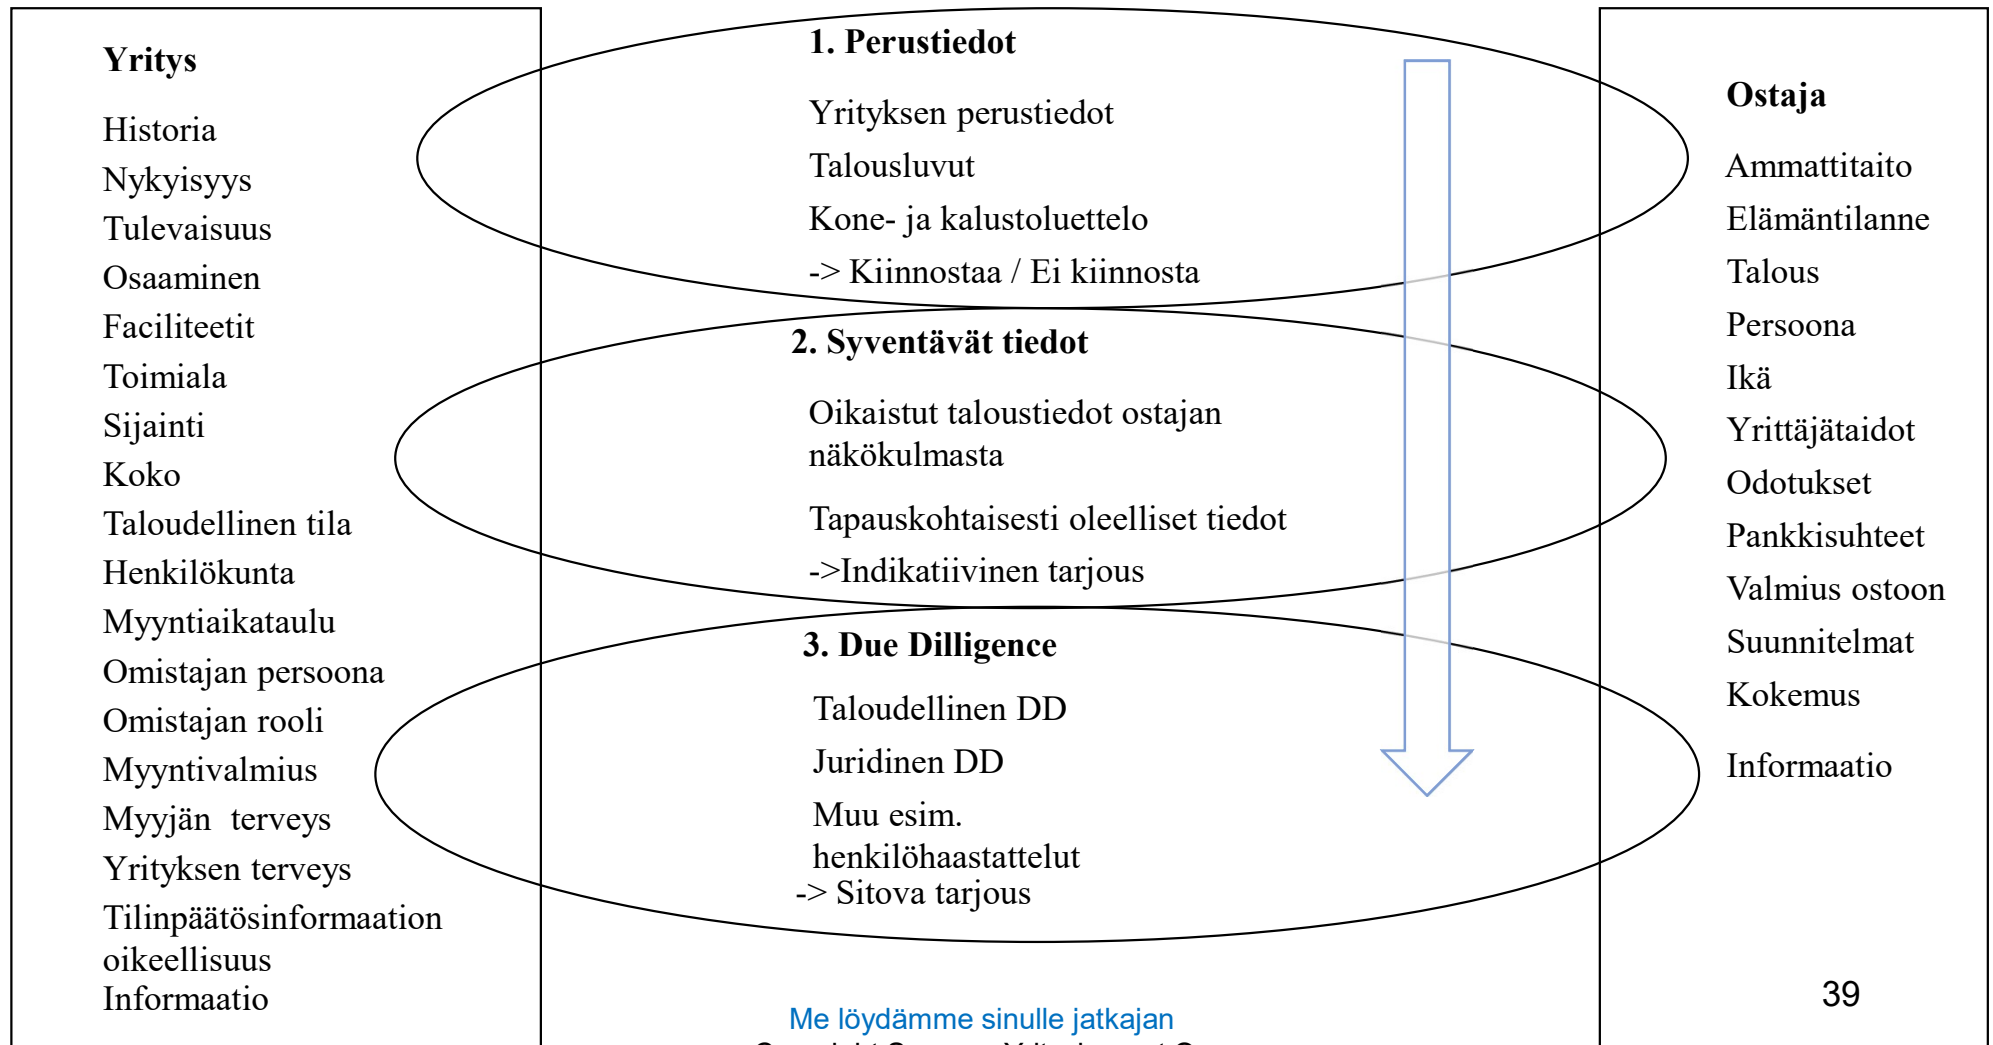 Yritys
Historia
Nykyisyys
Tulevaisuus
Osaaminen
Faciliteetit
Toimiala
Sijainti
Koko
Taloudellinen tila
Henkilökunta
Myyntiaikataulu
Omistajan persoona
Omistajan rooli
Myyntivalmius
Myyjän terveys
Yrityksen terveys
Tilinpäätösinformaation
oikeellisuus
Informaatio
1. Perustiedot
Yrityksen perustiedot
Talousluvut
Kone- ja kalustoluettelo
-> Kiinnostaa / Ei kiinnosta
2. Syventävät tiedot
Oikaistut taloustiedot ostajan
näkökulmasta
Tapauskohtaisesti oleelliset tiedot
->Indikatiivinen tarjous
3. Due Dilligence
Taloudellinen DD
Juridinen DD
Muu esim.
henkilöhaastattelut
-> Sitova tarjous
Ostaja
Ammattitaito
Elämäntilanne
Talous
Persoona
Ikä
Yrittäjätaidot
Odotukset
Pankkisuhteet
Valmius ostoon
Suunnitelmat
Kokemus
Informaatio
39
Me löydämme sinulle jatkajan